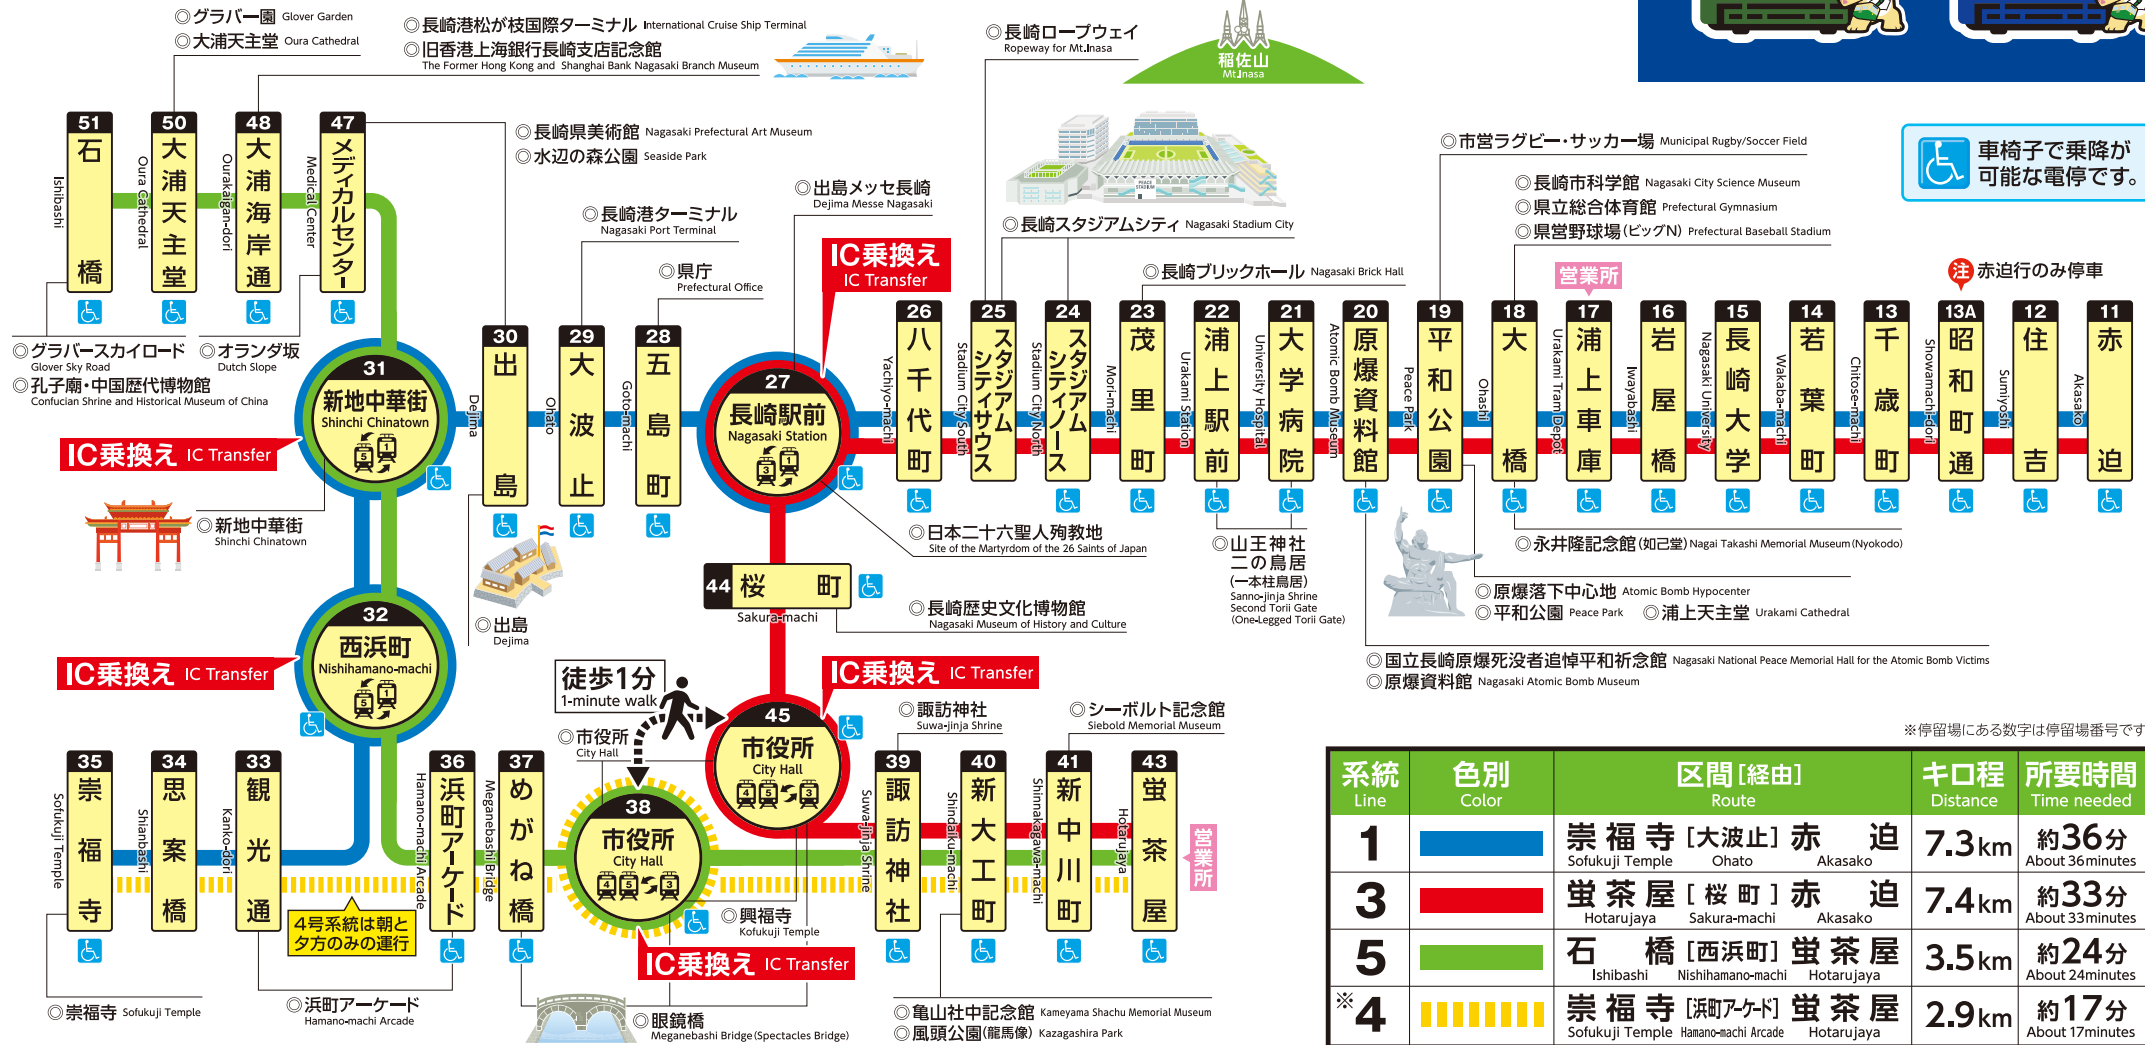 ◎グラバー園 Glover Garden
◎大浦天主堂 Oura Cathedral
◎長崎港松が枝国際ターミナル International Cruise Ship Terminal
◎旧香港上海銀行長崎支店記念館
The Former Hong Kong and Shanghai Bank Nagasaki Branch Museum
◎長崎ロープウェイ
Ropeway for Mt.Inasa
稲佐山
Mt.Inasa
◎長崎県美術館 Nagasaki Prefectural Art Museum
◎水辺の森公園 Seaside Park
◎出島メッセ長崎
Dejima Messe Nagasaki
◎長崎港ターミナル
Nagasaki Port Terminal
◎県庁
Prefectural Office
PEACE STADIUM
◎長崎スタジアムシティ Nagasaki Stadium City
◎長崎ブリックホール Nagasaki Brick Hall
◎市営ラグビー・サッカー場 Municipal Rugby/Soccer Field
◎長崎市科学館 Nagasaki City Science Museum
◎県立総合体育館 Prefectural Gymnasium
◎県営野球場(ビッグN) Prefectural Baseball Stadium
車椅子で乗降が
可能な電停です。
営業所
注 赤迫行のみ停車
51 石橋 Ishibashi
50 大浦天主堂 Oura Cathedral
48 大浦海岸通 Ourakaigan-dori
47 メディカルセンター Medical Center
◎グラバースカイロード
Glover Sky Road
◎孔子廟・中国歴代博物館
Confucian Shrine and Historical Museum of China
◎オランダ坂
Dutch Slope
31
新地中華街
Shinchi Chinatown
5 1
IC乗換え IC Transfer
◎新地中華街
Shinchi Chinatown
30 出島 Dejima
29 大波止 Ohato
28 五島町 Goto-machi
IC乗換え
IC Transfer
27
長崎駅前
Nagasaki Station
3 1
26 八千代町 Yachiyo-machi
25 スタジアムシティサウス Stadium City South
24 スタジアムシティノース Stadium City North
23 茂里町 Mori-machi
22 浦上駅前 Urakami Station
21 大学病院 University Hospital
20 原爆資料館 Atomic Bomb Museum
19 平和公園 Peace Park
18 大橋 Ohashi
17 浦上車庫 Urakami Tram Depot
16 岩屋橋 Iwayabashi
15 長崎大学 Nagasaki University
14 若葉町 Wakaba-machi
13 千歳町 Chitose-machi
13A 昭和町通 Showamachi-dori
12 住吉 Sumiyoshi
11 赤迫 Akasako
◎出島
Dejima
◎日本二十六聖人殉教地
Site of the Martyrdom of the 26 Saints of Japan
◎山王神社
二の鳥居
(一本柱鳥居)
Sanno-jinja Shrine
Second Torii Gate
(One-Legged Torii Gate)
◎永井隆記念館(如己堂) Nagai Takashi Memorial Museum(Nyokodo)
◎原爆落下中心地 Atomic Bomb Hypocenter
◎平和公園 Peace Park ◎浦上天主堂 Urakami Cathedral
◎国立長崎原爆死没者追悼平和祈念館 Nagasaki National Peace Memorial Hall for the Atomic Bomb Victims
◎原爆資料館 Nagasaki Atomic Bomb Museum
44 桜町
Sakura-machi
◎長崎歴史文化博物館
Nagasaki Museum of History and Culture
32
西浜町
Nishihamano-machi
5 1
IC乗換え IC Transfer
徒歩1分
1-minute walk
IC乗換え IC Transfer
45
市役所
City Hall
4 5 3
◎市役所
City Hall
38
市役所
City Hall
4 5 3
IC乗換え IC Transfer
35 崇福寺 Sofukuji Temple
34 思案橋 Shianbashi
33 観光通 Kanko-dori
36 浜町アーケード Hamano-machi Arcade
37 めがね橋 Meganebashi Bridge
◎諏訪神社
Suwa-jinja Shrine
◎シーボルト記念館
Siebold Memorial Museum
39 諏訪神社 Suwa-jinja Shrine
40 新大工町 Shindaiku-machi
41 新中川町 Shinnakagawa-machi
43 蛍茶屋 Hotarujaya
営業所
4号系統は朝と
夕方のみの運行
◎興福寺
Kofukuji Temple
◎崇福寺 Sofukuji Temple
◎浜町アーケード
Hamano-machi Arcade
◎眼鏡橋
Meganebashi Bridge(Spectacles Bridge)
◎亀山社中記念館 Kameyama Shachu Memorial Museum
◎風頭公園(龍馬像) Kazagashira Park
※停留場にある数字は停留場番号です
系統 色別 区間[経由] キロ程 所要時間
Line Color Route Distance Time needed
1 崇福寺 [大波止] 赤迫 7.3km 約36分
Sofukuji Temple Ohato Akasako About 36minutes
3 蛍茶屋 [桜町] 赤迫 7.4km 約33分
Hotarujaya Sakura-machi Akasako About 33minutes
5 石橋 [西浜町] 蛍茶屋 3.5km 約24分
Ishibashi Nishihamano-machi Hotarujaya About 24minutes
※4 崇福寺 [浜町アーケード] 蛍茶屋 2.9km 約17分
Sofukuji Temple Hamano-machi Arcade Hotarujaya About 17minutes